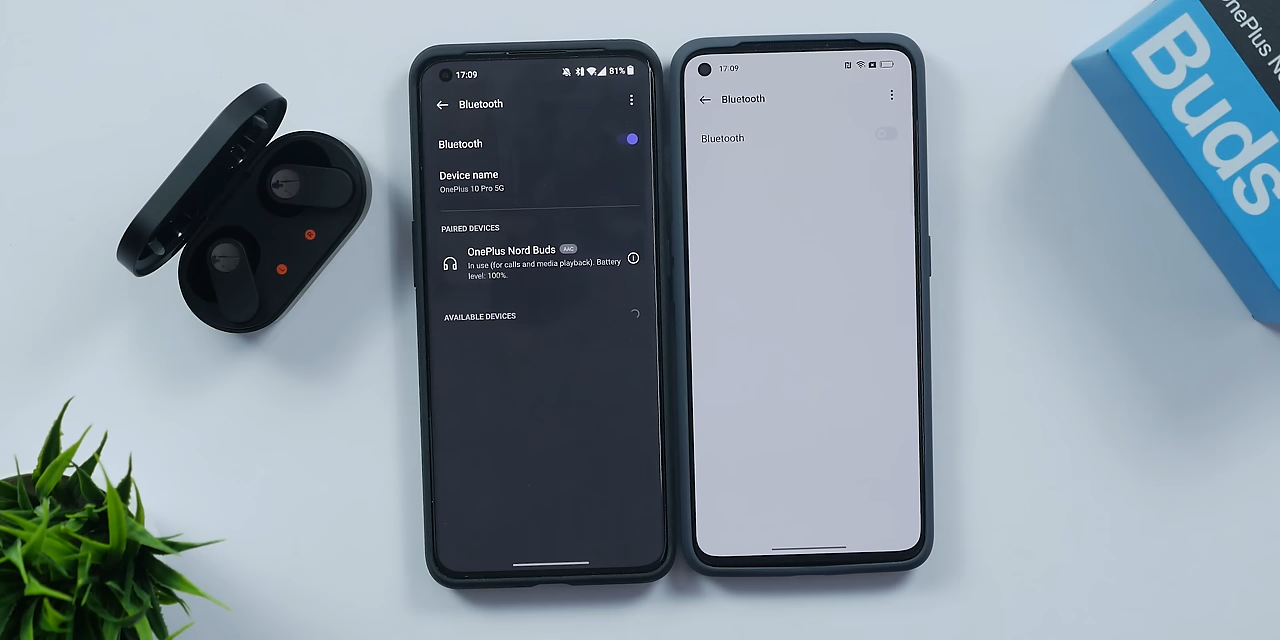 17:09
81%
Bluetooth
Bluetooth
Device name
OnePlus 10 Pro 5G
PAIRED DEVICES
OnePlus Nord Buds AAC
In use (for calls and media playback). Battery
level: 100%.
AVAILABLE DEVICES
17:09
Bluetooth
Bluetooth
Buds
OnePlus N